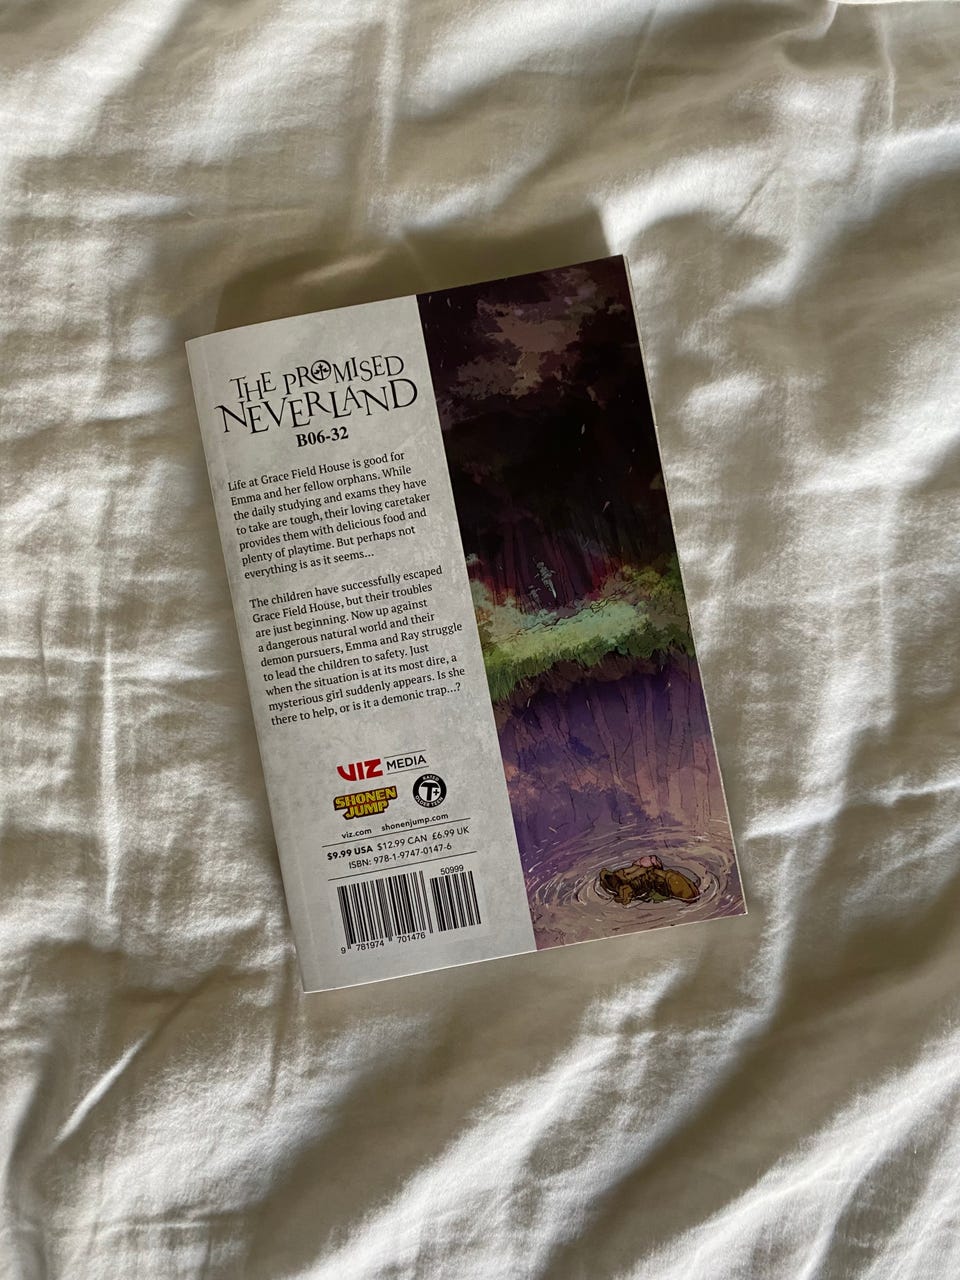 THE PROMISED
NEVERLAND
B06-32
Life at Grace Field House is good for
Emma and her fellow orphans. While
the daily studying and exams they have
to take are tough, their loving caretaker
provides them with delicious food and
plenty of playtime. But perhaps not
everything is as it seems...
The children have successfully escaped
Grace Field House, but their troubles
are just beginning. Now up against
a dangerous natural world and their
demon pursuers, Emma and Ray struggle
to lead the children to safety. Just
when the situation is at its most dire, a
mysterious girl suddenly appears. Is she
there to help, or is it a demonic trap...?
VIZ MEDIA
SHONEN
JUMP
RATED
T+
OLDER TEEN
viz.com shonenjump.com
$9.99 USA $12.99 CAN £6.99 UK
ISBN: 978-1-9747-0147-6
50999
9 781974 701476